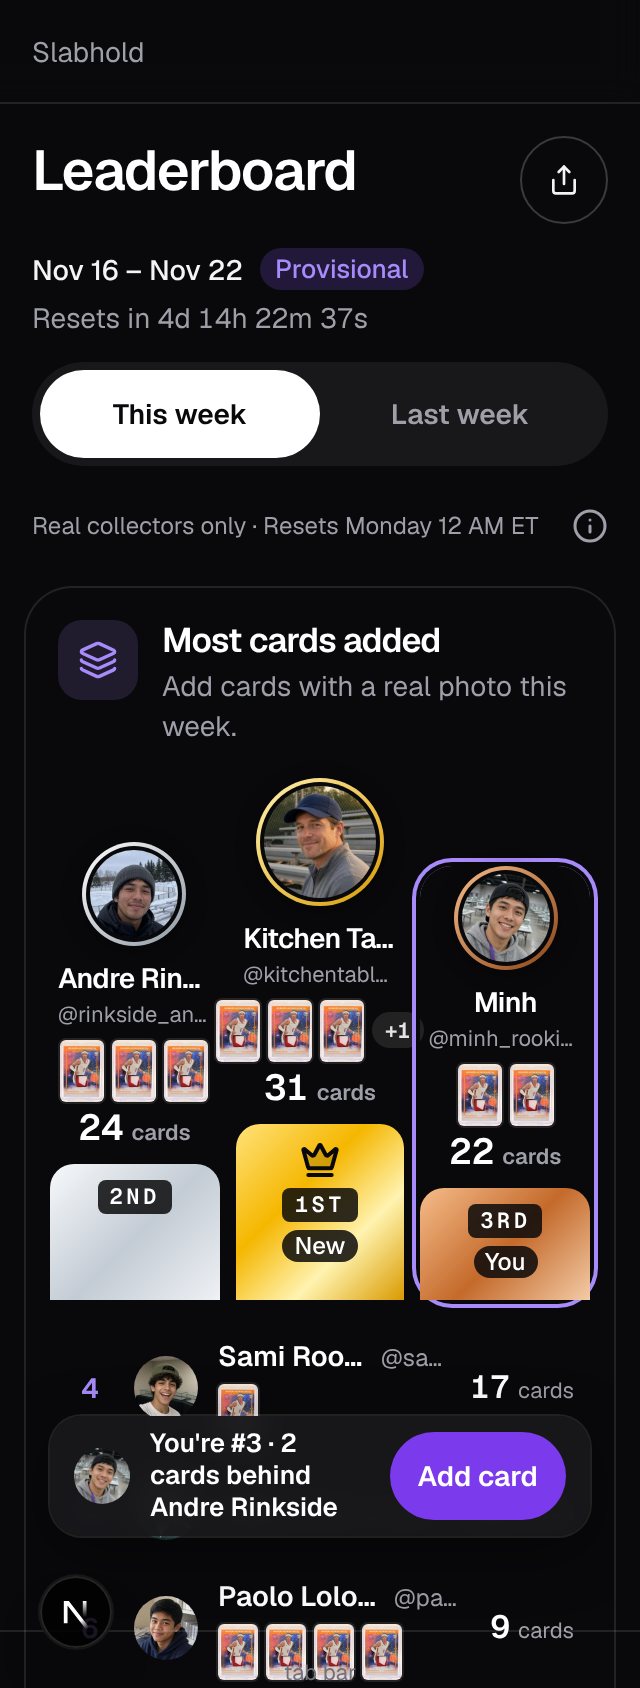 Slabhold
Leaderboard
Nov 16 – Nov 22 Provisional
Resets in 4d 14h 22m 37s
This week
Last week
Real collectors only · Resets Monday 12 AM ET
Most cards added
Add cards with a real photo this
week.
Andre Rin...
@rinkside_an...
24 cards
2ND
Kitchen Ta...
@kitchentabl...
+1
31 cards
1ST
New
Minh
@minh_rooki...
22 cards
3RD
You
4
Sami Roo... @sa...
17 cards
You're #3 · 2
cards behind
Andre Rinkside
Add card
N
6
Paolo Lolo... @pa...
9 cards
tab bar